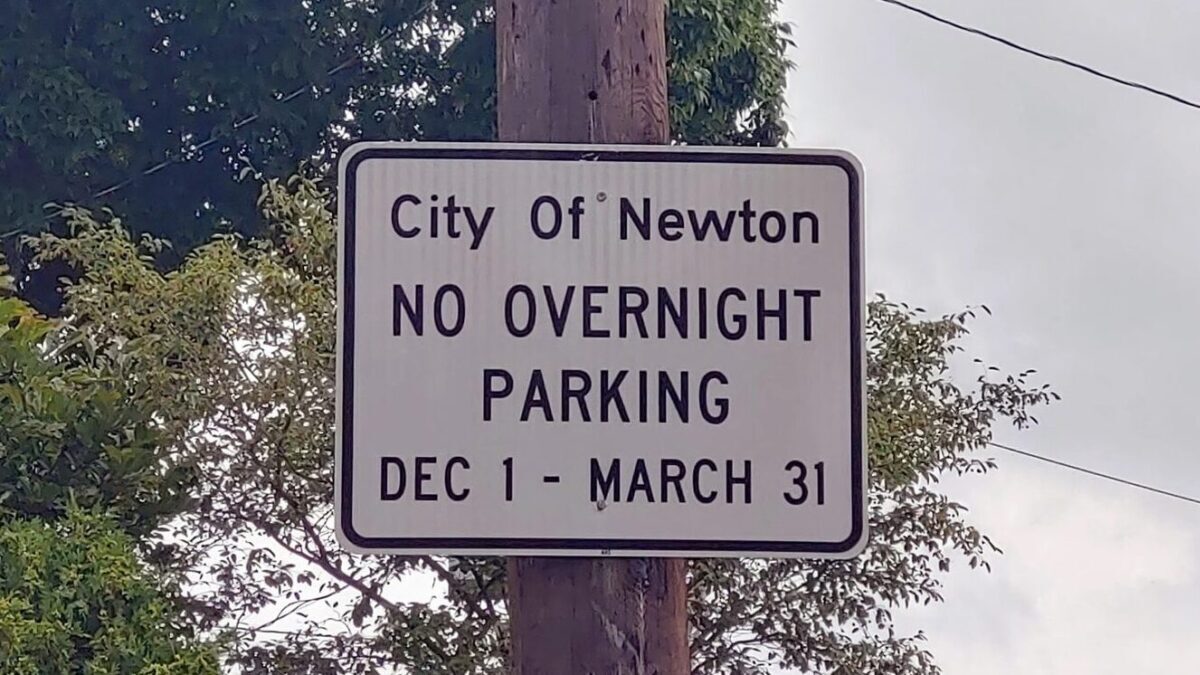 City Of Newton
NO OVERNIGHT
PARKING
DEC 1 - MARCH 31